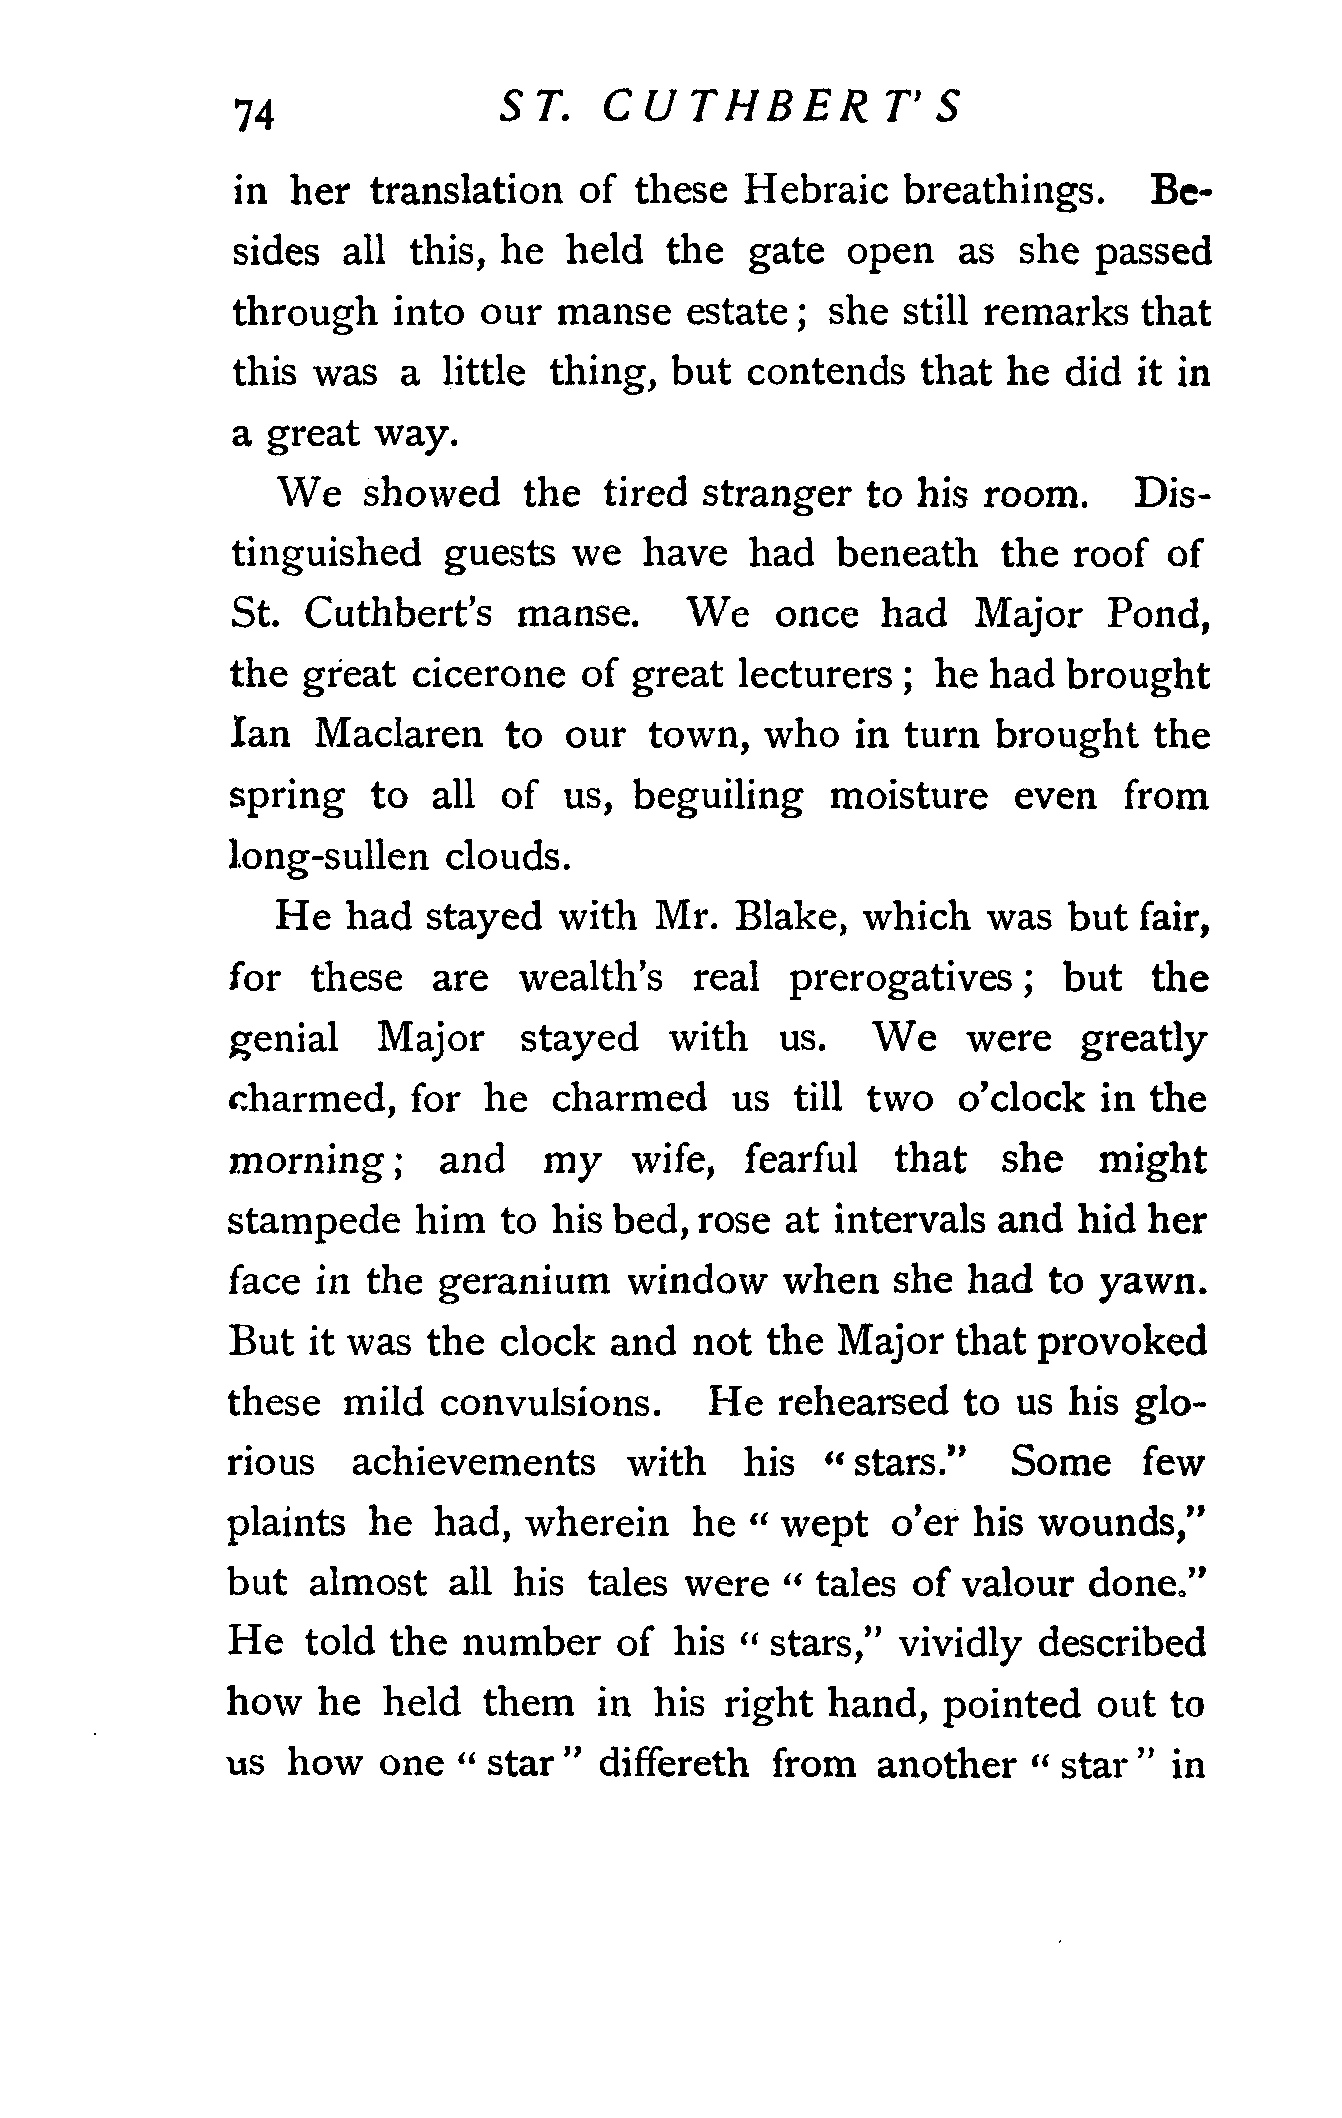 74 ST. CUTHBERT'S
in her translation of these Hebraic breathings. Be-
sides all this, he held the gate open as she passed
through into our manse estate; she still remarks that
this was a little thing, but contends that he did it in
a great way.
We showed the tired stranger to his room. Dis-
tinguished guests we have had beneath the roof of
St. Cuthbert's manse. We once had Major Pond,
the great cicerone of great lecturers; he had brought
Ian Maclaren to our town, who in turn brought the
spring to all of us, beguiling moisture even from
long-sullen clouds.
He had stayed with Mr. Blake, which was but fair,
for these are wealth's real prerogatives; but the
genial Major stayed with us. We were greatly
charmed, for he charmed us till two o'clock in the
morning; and my wife, fearful that she might
stampede him to his bed, rose at intervals and hid her
face in the geranium window when she had to yawn.
But it was the clock and not the Major that provoked
these mild convulsions. He rehearsed to us his glo-
rious achievements with his "stars." Some few
plaints he had, wherein he "wept o'er his wounds,"
but almost all his tales were "tales of valour done."
He told the number of his "stars," vividly described
how he held them in his right hand, pointed out to
us how one "star" differeth from another "star" in